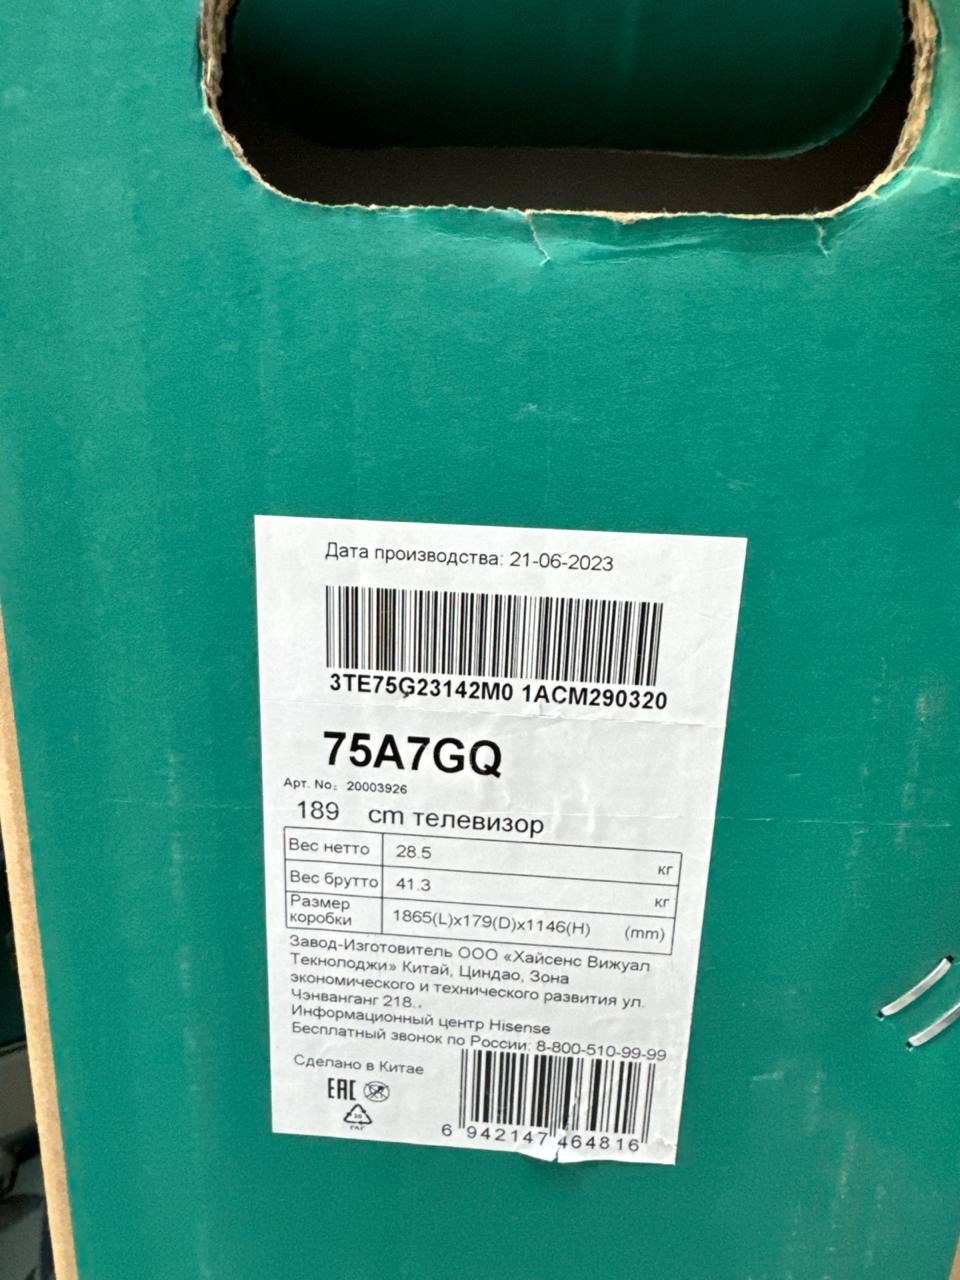 Дата производства: 21-06-2023
3TE75G23142M0 1ACM290320
75A7GQ
Арт. No: 20003926
189 cm телевизор
Вес нетто 28.5 кг
Вес брутто 41.3 кг
Размер коробки 1865(L)x179(D)x1146(H) (mm)
Завод-Изготовитель ООО «Хайсенс Вижуал
Текнолоджи» Китай, Циндао, Зона
экономического и технического развития ул.
Чэнванганг 218..
Информационный центр Hisense
Бесплатный звонок по России: 8-800-510-99-99
Сделано в Китае
EAC
20
PAP
6 942147 464816